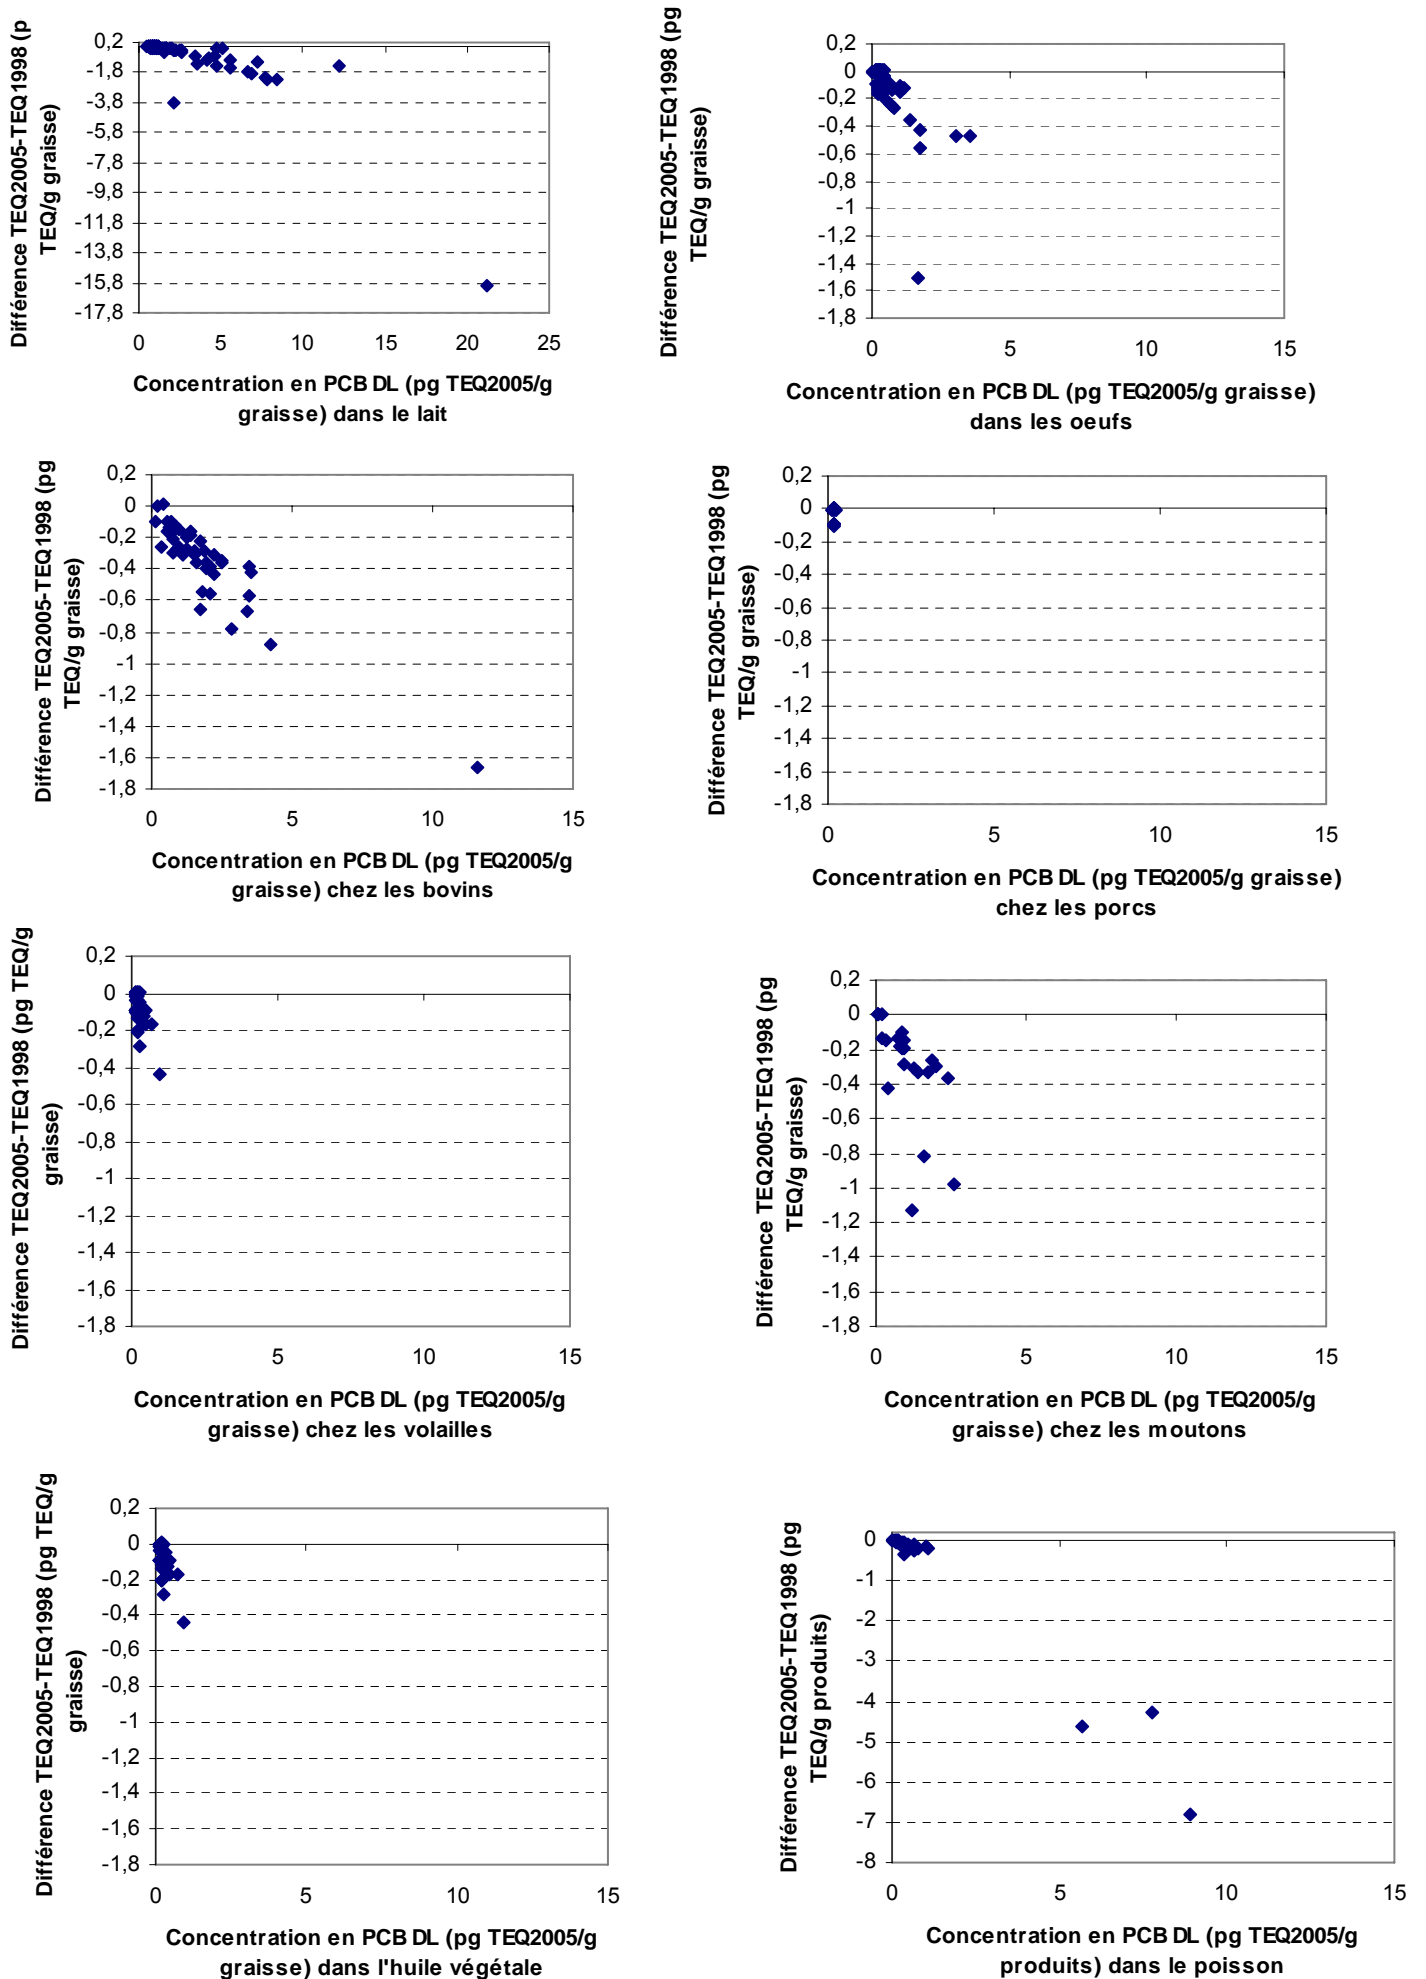 Différence TEQ2005-TEQ1998 (p
TEQ/g graisse)
0,2
-1,8
-3,8
-5,8
-7,8
-9,8
-11,8
-13,8
-15,8
-17,8
0 5 10 15 20 25
Concentration en PCB DL (pg TEQ2005/g
graisse) dans le lait
Différence TEQ2005-TEQ1998 (pg
TEQ/g graisse)
0,2
0
-0,2
-0,4
-0,6
-0,8
-1
-1,2
-1,4
-1,6
-1,8
0 5 10 15
Concentration en PCB DL (pg TEQ2005/g graisse)
dans les oeufs
Différence TEQ2005-TEQ1998 (pg
TEQ/g graisse)
0,2
0
-0,2
-0,4
-0,6
-0,8
-1
-1,2
-1,4
-1,6
-1,8
0 5 10 15
Concentration en PCB DL (pg TEQ2005/g
graisse) chez les bovins
Différence TEQ2005-TEQ1998 (pg
TEQ/g graisse)
0,2
0
-0,2
-0,4
-0,6
-0,8
-1
-1,2
-1,4
-1,6
-1,8
0 5 10 15
Concentration en PCB DL (pg TEQ2005/g graisse)
chez les porcs
Différence TEQ2005-TEQ1998 (pg TEQ/g
graisse)
0,2
0
-0,2
-0,4
-0,6
-0,8
-1
-1,2
-1,4
-1,6
-1,8
0 5 10 15
Concentration en PCB DL (pg TEQ2005/g
graisse) chez les volailles
Différence TEQ2005-TEQ1998 (pg
TEQ/g graisse)
0,2
0
-0,2
-0,4
-0,6
-0,8
-1
-1,2
-1,4
-1,6
-1,8
0 5 10 15
Concentration en PCB DL (pg TEQ2005/g
graisse) chez les moutons
Différence TEQ2005-TEQ1998 (pg TEQ/g
graisse)
0,2
0
-0,2
-0,4
-0,6
-0,8
-1
-1,2
-1,4
-1,6
-1,8
0 5 10 15
Concentration en PCB DL (pg TEQ2005/g
graisse) dans l'huile végétale
Différence TEQ2005-TEQ1998 (pg
TEQ/g produits)
0
-1
-2
-3
-4
-5
-6
-7
-8
0 5 10 15
Concentration en PCB DL (pg TEQ2005/g
produits) dans le poisson